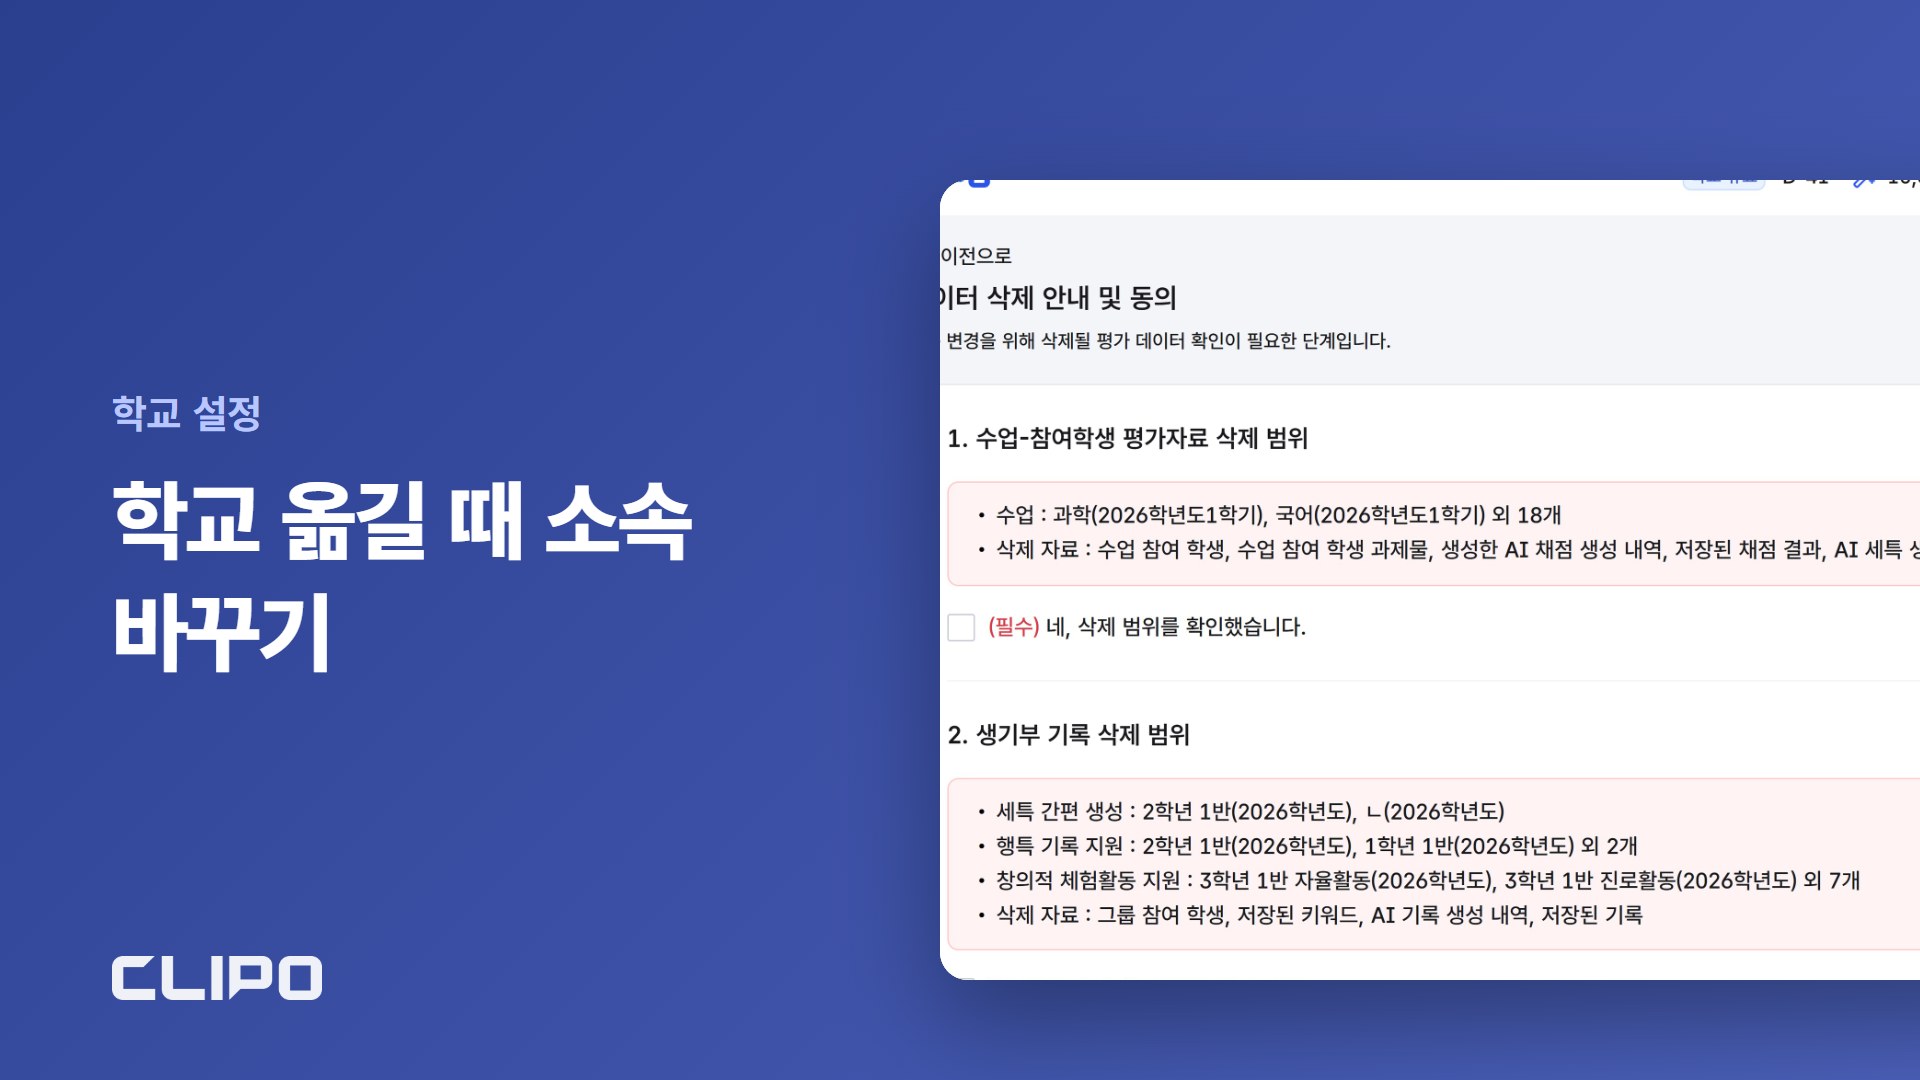 학교 설정
학교 옮길 때 소속
바꾸기
CLIPO
이전으로
이터 삭제 안내 및 동의
변경을 위해 삭제될 평가 데이터 확인이 필요한 단계입니다.
1. 수업-참여학생 평가자료 삭제 범위
• 수업 : 과학(2026학년도1학기), 국어(2026학년도1학기) 외 18개
• 삭제 자료 : 수업 참여 학생, 수업 참여 학생 과제물, 생성한 AI 채점 생성 내역, 저장된 채점 결과, AI 세특
(필수) 네, 삭제 범위를 확인했습니다.
2. 생기부 기록 삭제 범위
• 세특 간편 생성 : 2학년 1반(2026학년도), ㄴ(2026학년도)
• 행특 기록 지원 : 2학년 1반(2026학년도), 1학년 1반(2026학년도) 외 2개
• 창의적 체험활동 지원 : 3학년 1반 자율활동(2026학년도), 3학년 1반 진로활동(2026학년도) 외 7개
• 삭제 자료 : 그룹 참여 학생, 저장된 키워드, AI 기록 생성 내역, 저장된 기록